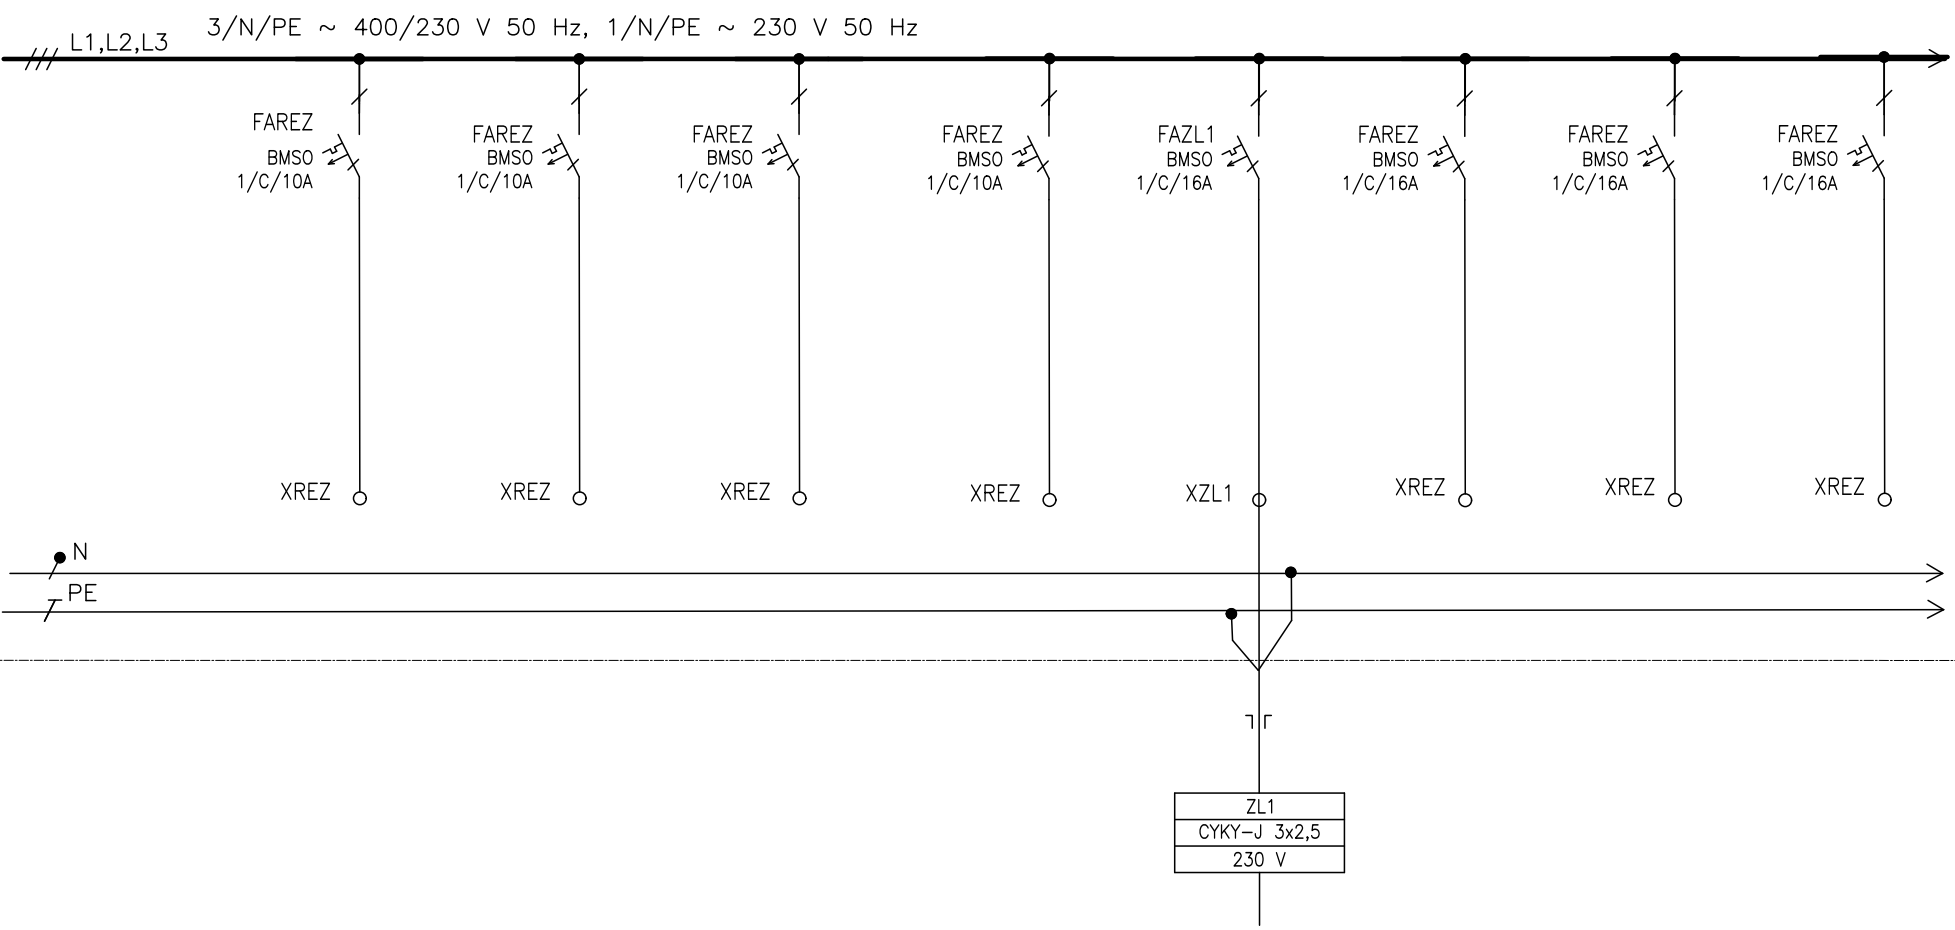 3/N/PE ~ 400/230 V 50 Hz, 1/N/PE ~ 230 V 50 Hz
L1,L2,L3
FAREZ
BMSO
1/C/10A
FAREZ
BMSO
1/C/10A
FAREZ
BMSO
1/C/10A
FAREZ
BMSO
1/C/10A
FAZL1
BMSO
1/C/16A
FAREZ
BMSO
1/C/16A
FAREZ
BMSO
1/C/16A
FAREZ
BMSO
1/C/16A
XREZ
XREZ
XREZ
XREZ
XZL1
XREZ
XREZ
XREZ
N
PE
ZL1
CYKY-J 3x2,5
230 V